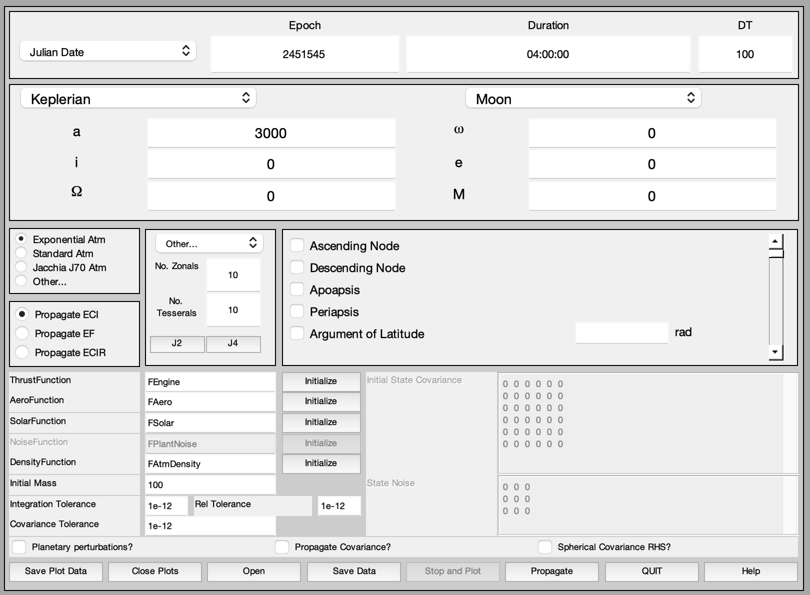 Epoch Duration DT
Julian Date 2451545 04:00:00 100
Keplerian Moon
a 3000 ω 0
i 0 e 0
Ω 0 M 0
Exponential Atm
Standard Atm
Jacchia J70 Atm
Other...
Propagate ECI
Propagate EF
Propagate ECIR
Other...
No. Zonals 10
No.
Tesserals 10
J2 J4
Ascending Node
Descending Node
Apoapsis
Periapsis
Argument of Latitude rad
ThrustFunction FEngine Initialize
AeroFunction FAero Initialize
SolarFunction FSolar Initialize
NoiseFunction FPlantNoise Initialize
DensityFunction FAtmDensity Initialize
Initial Mass 100
Integration Tolerance 1e-12 Rel Tolerance 1e-12
Covariance Tolerance 1e-12
Initial State Covariance
0 0 0 0 0 0
0 0 0 0 0 0
0 0 0 0 0 0
0 0 0 0 0 0
0 0 0 0 0 0
0 0 0 0 0 0
State Noise
0 0 0
0 0 0
0 0 0
Planetary perturbations? Propagate Covariance? Spherical Covariance RHS?
Save Plot Data Close Plots Open Save Data Stop and Plot Propagate QUIT Help